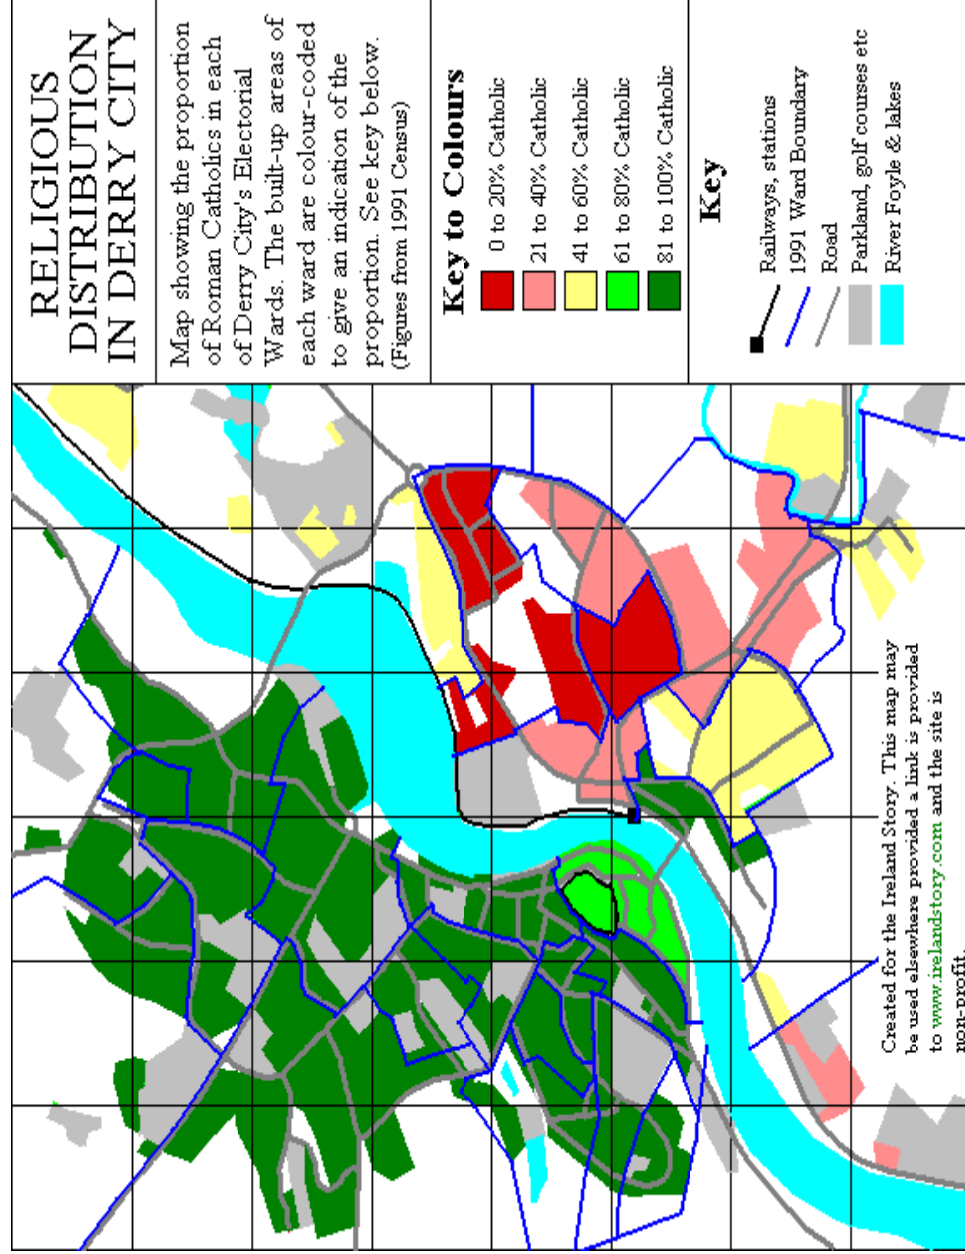 RELIGIOUS
DISTRIBUTION
IN DERRY CITY
Map showing the proportion
of Roman Catholics in each
of Derry City's Electorial
Wards. The built-up areas of
each ward are colour-coded
to give an indication of the
proportion. See key below.
(Figures from 1991 Census)
Key to Colours
0 to 20% Catholic
21 to 40% Catholic
41 to 60% Catholic
61 to 80% Catholic
81 to 100% Catholic
Key
Railways, stations
1991 Ward Boundary
Road
Parkland, golf courses etc
River Foyle & lakes
Created for the Ireland Story. This map may
be used elsewhere provided a link is provided
to www.irelandstory.com and the site is
non-profit.